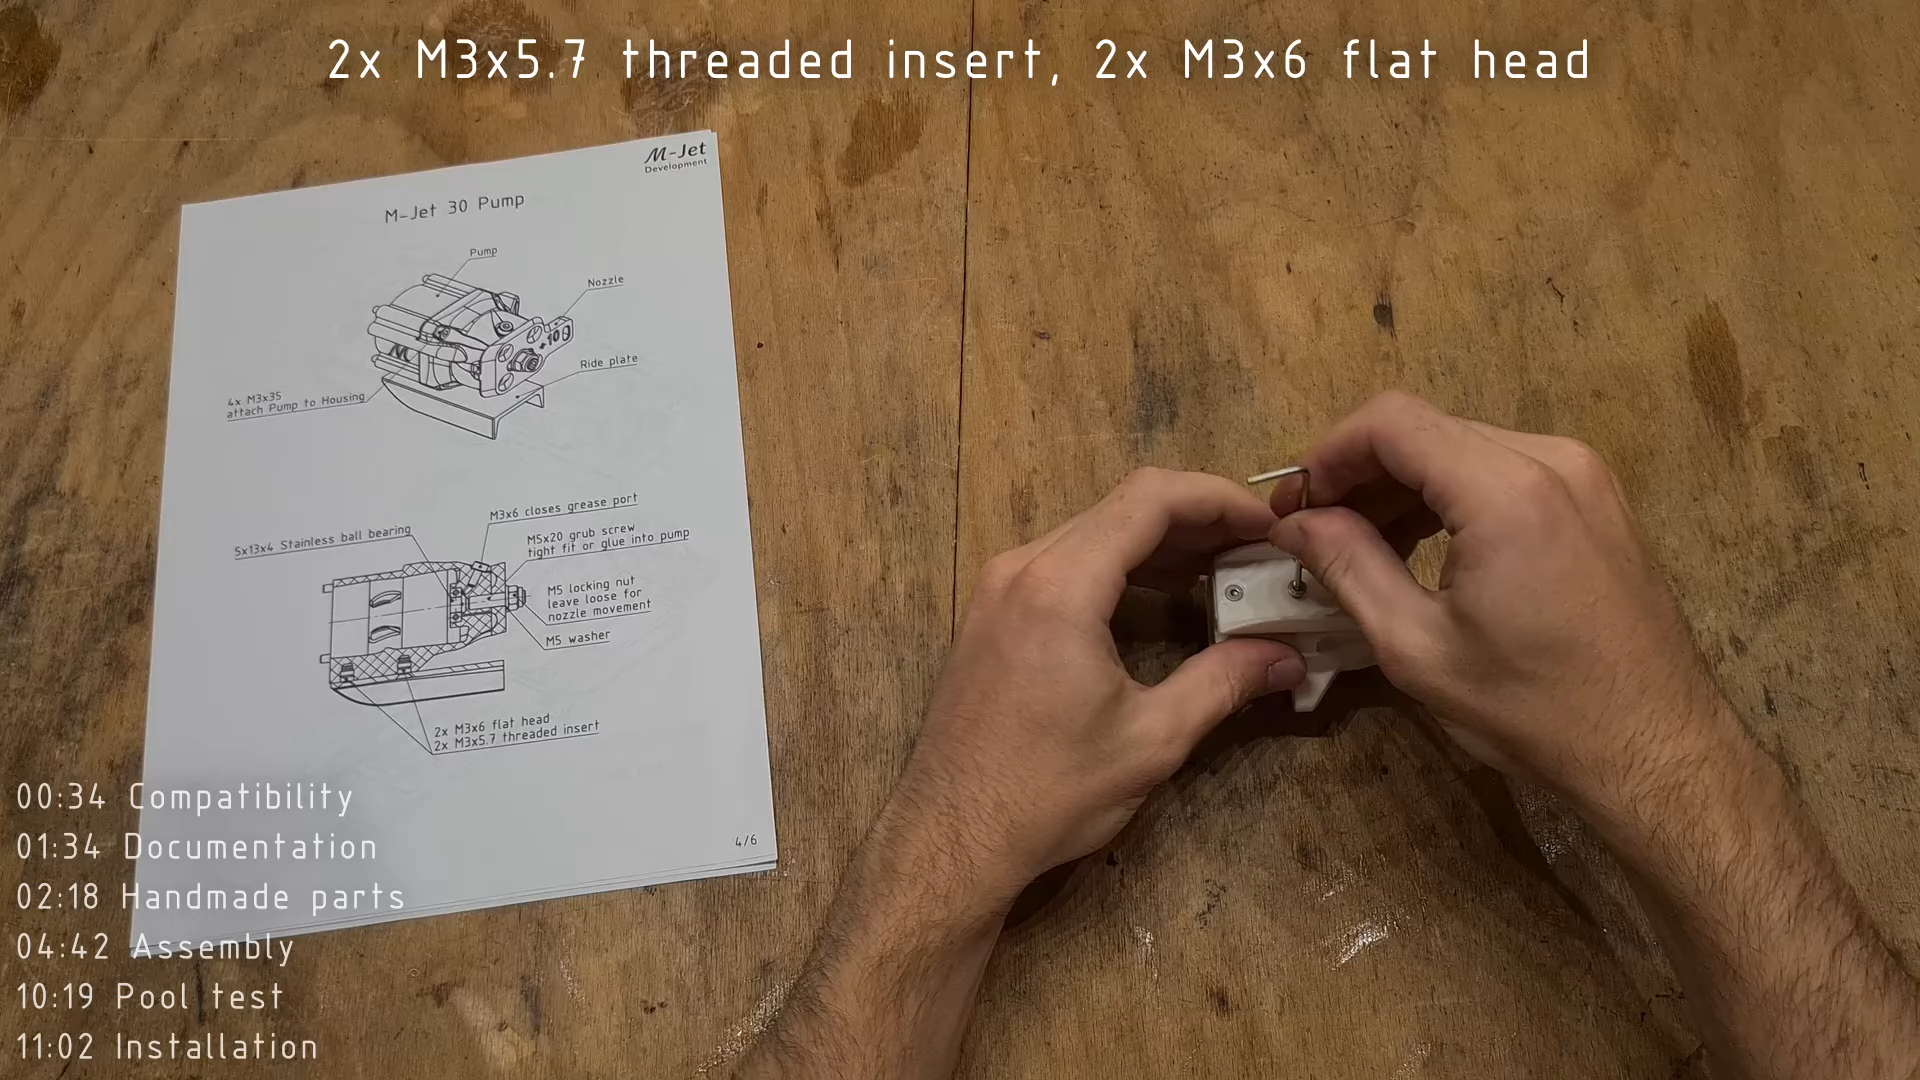 2x M3x5.7 threaded insert, 2x M3x6 flat head
M-Jet
Development
M-Jet 30 Pump
Pump
Nozzle
+10
Ride plate
4x M3x35
attach Pump to Housing
M
M3x6 closes grease port
5x13x4 Stainless ball bearing
M5x20 grub screw
tight fit or glue into pump
M5 locking nut
leave loose for
nozzle movement
M5 washer
2x M3x6 flat head
2x M3x5.7 threaded insert
4/6
00:34 Compatibility
01:34 Documentation
02:18 Handmade parts
04:42 Assembly
10:19 Pool test
11:02 Installation